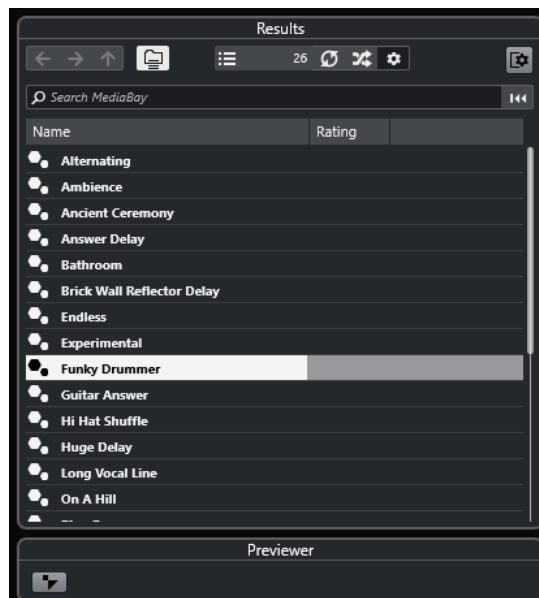 Results
26
Search MediaBay
Name Rating
Alternating
Ambience
Ancient Ceremony
Answer Delay
Bathroom
Brick Wall Reflector Delay
Endless
Experimental
Funky Drummer
Guitar Answer
Hi Hat Shuffle
Huge Delay
Long Vocal Line
On A Hill
Previewer